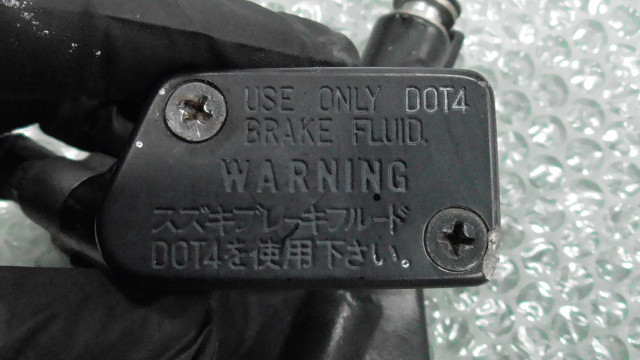 USE ONLY DOT4
BRAKE FLUID.
WARNING
スズキブレーキフルード
DOT4を使用下さい。